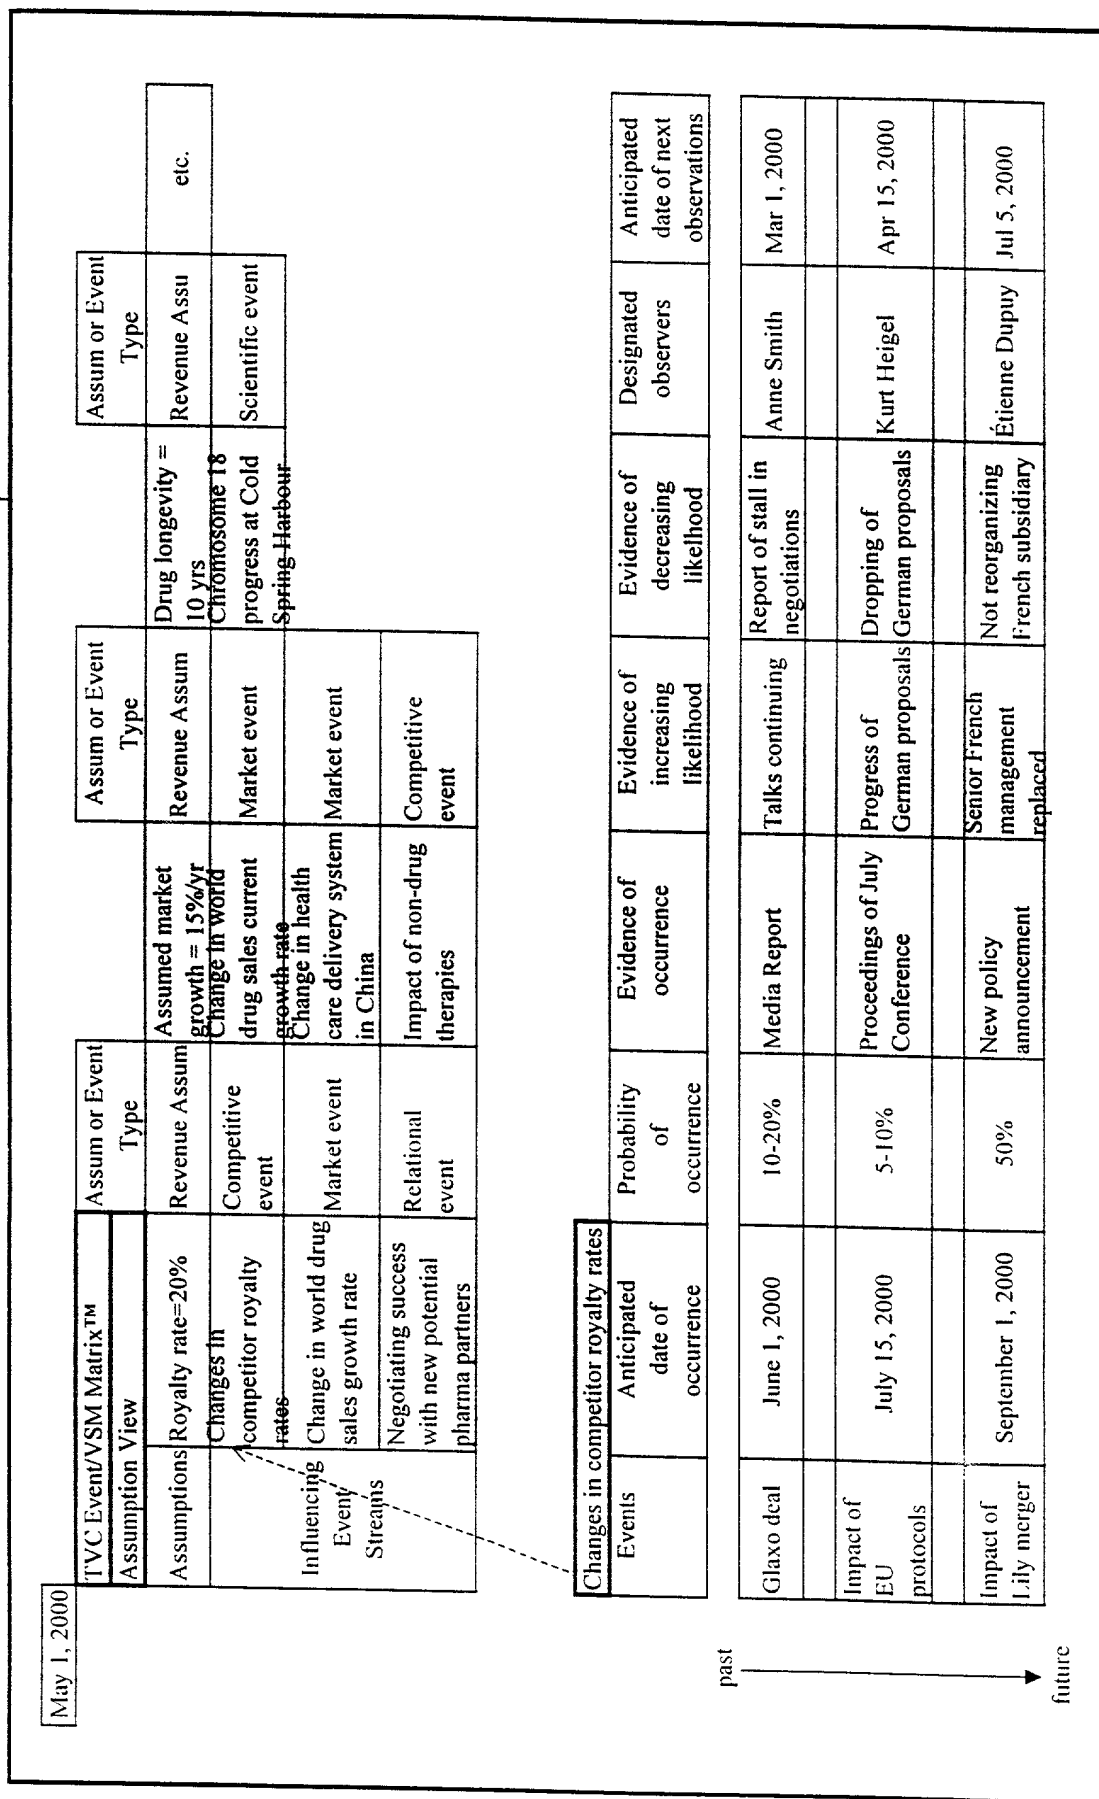 May 1, 2000
TVC Event/VSM Matrix™
Assum or Event
Type
Assum or Event
Type
Assum or Event
Type
Assumption View
Assumptions
Royalty rate=20%
Revenue Assum
Assumed market
growth = 15%/yr
Revenue Assum
Drug longevity =
10 yrs
Revenue Assu
etc.
Influencing
Event
Streams
Changes in
competitor royalty
rates
Competitive
event
Change in world
drug sales current
growth rate
Market event
Chromosome 18
progress at Cold
Spring Harbour
Scientific event
Change in world drug
sales growth rate
Market event
Change in health
care delivery system
in China
Market event
Negotiating success
with new potential
pharma partners
Relational
event
Impact of non-drug
therapies
Competitive
event
Changes in competitor royalty rates
Events
Anticipated
date of
occurrence
Probability
of
occurrence
Evidence of
occurrence
Evidence of
increasing
likelihood
Evidence of
decreasing
likelhood
Designated
observers
Anticipated
date of next
observations
past
Glaxo deal
June 1, 2000
10-20%
Media Report
Talks continuing
Report of stall in
negotiations
Anne Smith
Mar 1, 2000
Impact of
EU
protocols
July 15, 2000
5-10%
Proceedings of July
Conference
Progress of
German proposals
Dropping of
German proposals
Kurt Heigel
Apr 15, 2000
Impact of
Lily merger
September 1, 2000
50%
New policy
announcement
Senior French
management
replaced
Not reorganizing
French subsidiary
Étienne Dupuy
Jul 5, 2000
future